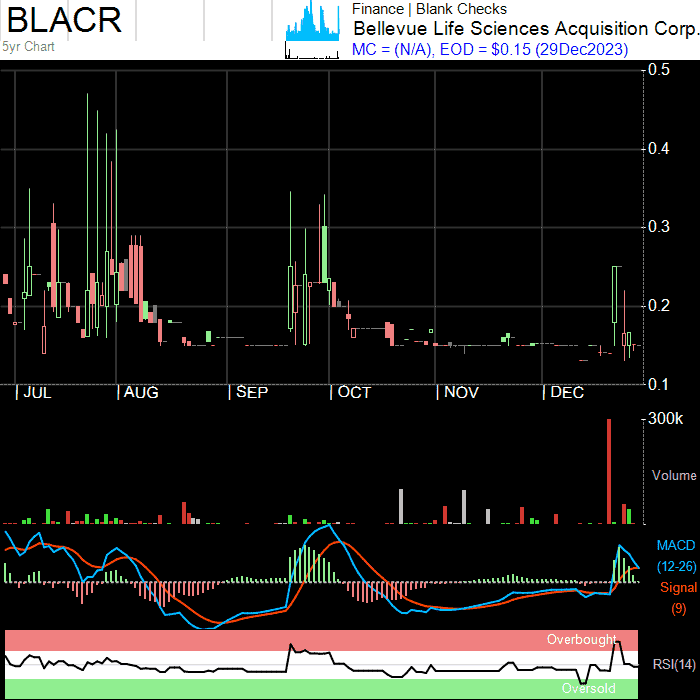 BLACR
5yr Chart
Finance | Blank Checks
Bellevue Life Sciences Acquisition Corp.
MC = (N/A), EOD = $0.15 (29Dec2023)
0.5
0.4
0.3
0.2
0.1
JUL
AUG
SEP
OCT
NOV
DEC
300k
Volume
MACD
(12-26)
Signal
(9)
Overbought
RSI(14)
Oversold